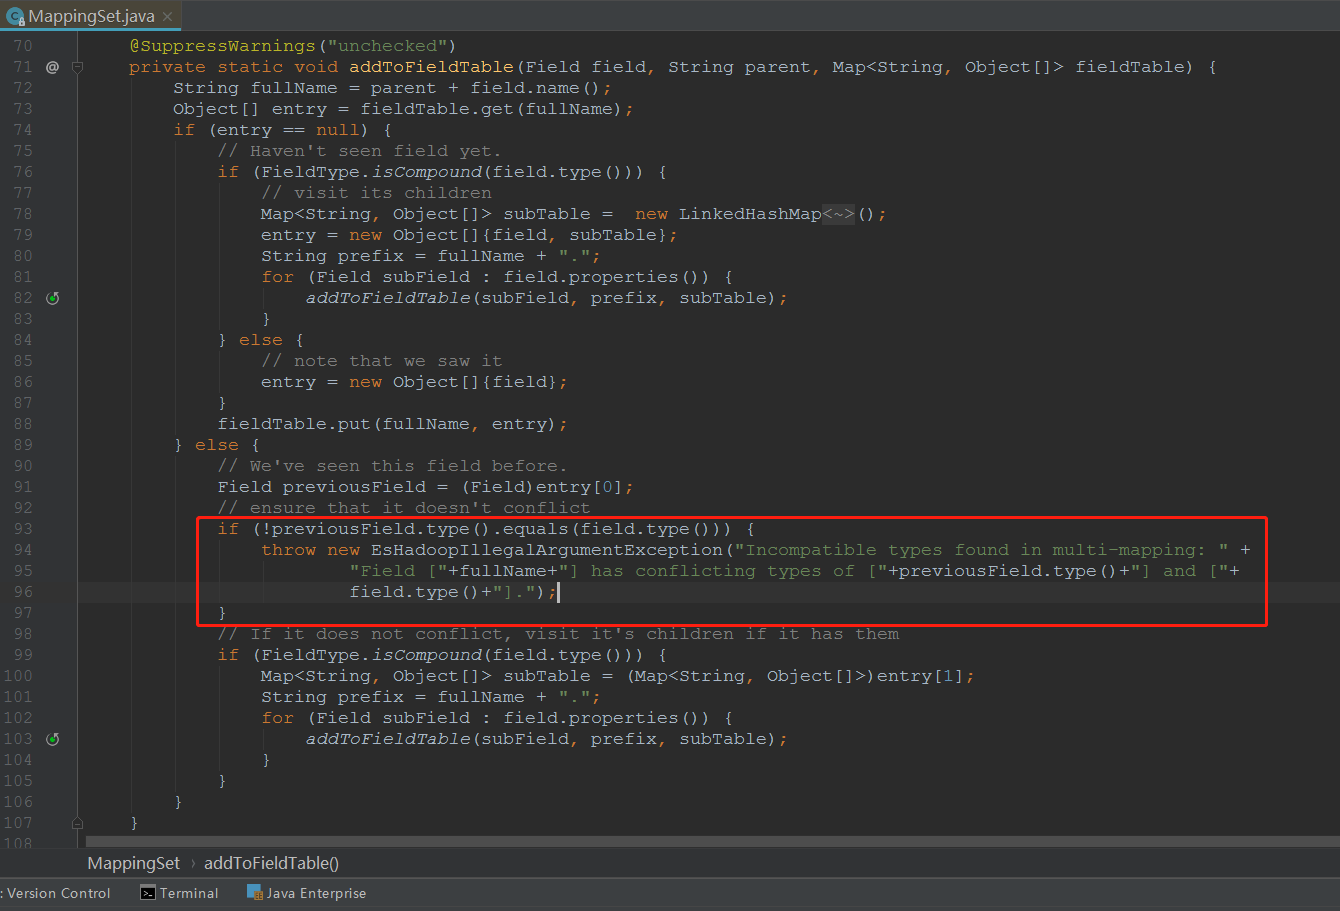 MappingSet.java
70 @SuppressWarnings("unchecked")
71 @ private static void addToFieldTable(Field field, String parent, Map<String, Object[]> fieldTable) {
72 String fullName = parent + field.name();
73 Object[] entry = fieldTable.get(fullName);
74 if (entry == null) {
75 // Haven't seen field yet.
76 if (FieldType.isCompound(field.type())) {
77 // visit its children
78 Map<String, Object[]> subTable =  new LinkedHashMap<~>();
79 entry = new Object[]{field, subTable};
80 String prefix = fullName + ".";
81 for (Field subField : field.properties()) {
82 addToFieldTable(subField, prefix, subTable);
83 }
84 } else {
85 // note that we saw it
86 entry = new Object[]{field};
87 }
88 fieldTable.put(fullName, entry);
89 } else {
90 // We've seen this field before.
91 Field previousField = (Field)entry[0];
92 // ensure that it doesn't conflict
93 if (!previousField.type().equals(field.type())) {
94 throw new EsHadoopIllegalArgumentException("Incompatible types found in multi-mapping: " +
95 "Field ["+fullName+"] has conflicting types of ["+previousField.type()+"] and ["+
96 field.type()+"].");
97 }
98 // If it does not conflict, visit it's children if it has them
99 if (FieldType.isCompound(field.type())) {
100 Map<String, Object[]> subTable = (Map<String, Object[]>)entry[1];
101 String prefix = fullName + ".";
102 for (Field subField : field.properties()) {
103 addToFieldTable(subField, prefix, subTable);
104 }
105 }
106 }
107 }
108
MappingSet › addToFieldTable()
: Version Control Terminal Java Enterprise